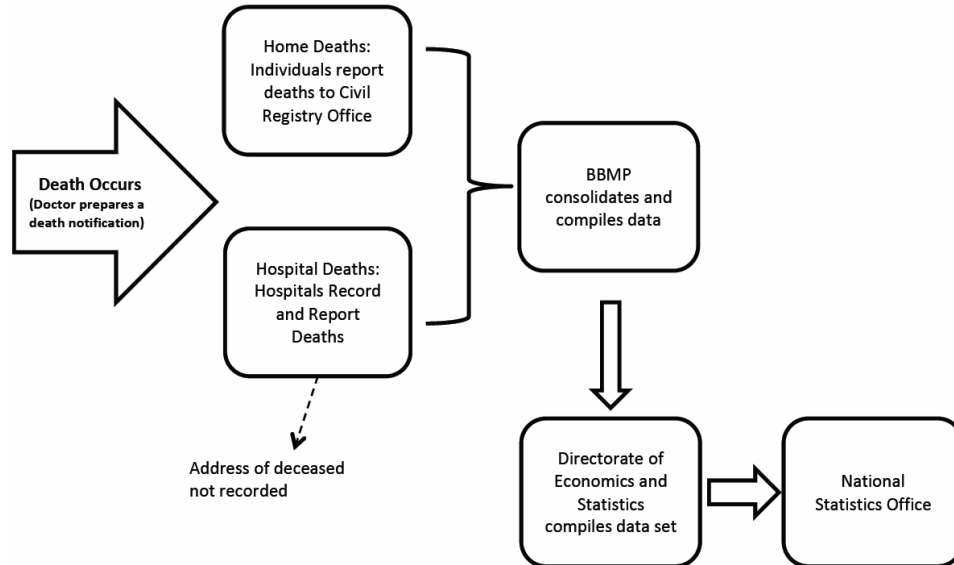 Home Deaths:
Individuals report
deaths to Civil
Registry Office
Death Occurs
(Doctor prepares a
death notification)
BBMP
consolidates and
compiles data
Hospital Deaths:
Hospitals Record
and Report
Deaths
Address of deceased
not recorded
Directorate of
Economics and
Statistics
compiles data set
National
Statistics Office